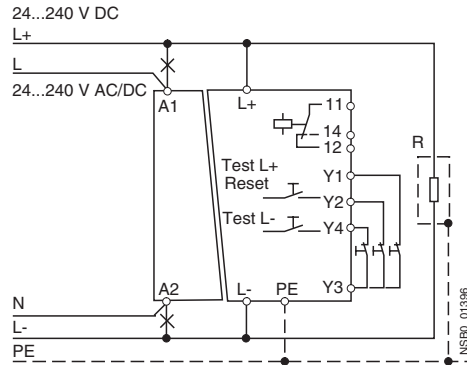 24...240 V DC
L+
L
24...240 V AC/DC
A1
L+
11
14
12
R
Test L+
Reset
Y1
Y2
Test L-
Y4
A2
L-
PE
Y3
N
L-
PE
NSB0_01396